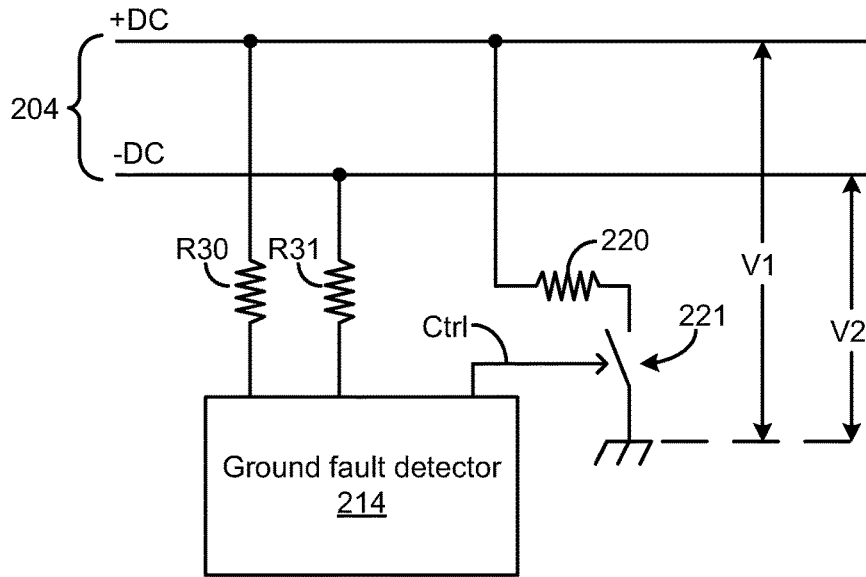 +DC
204
-DC
R30
R31
220
V1
Ctrl
221
V2
Ground fault detector
214